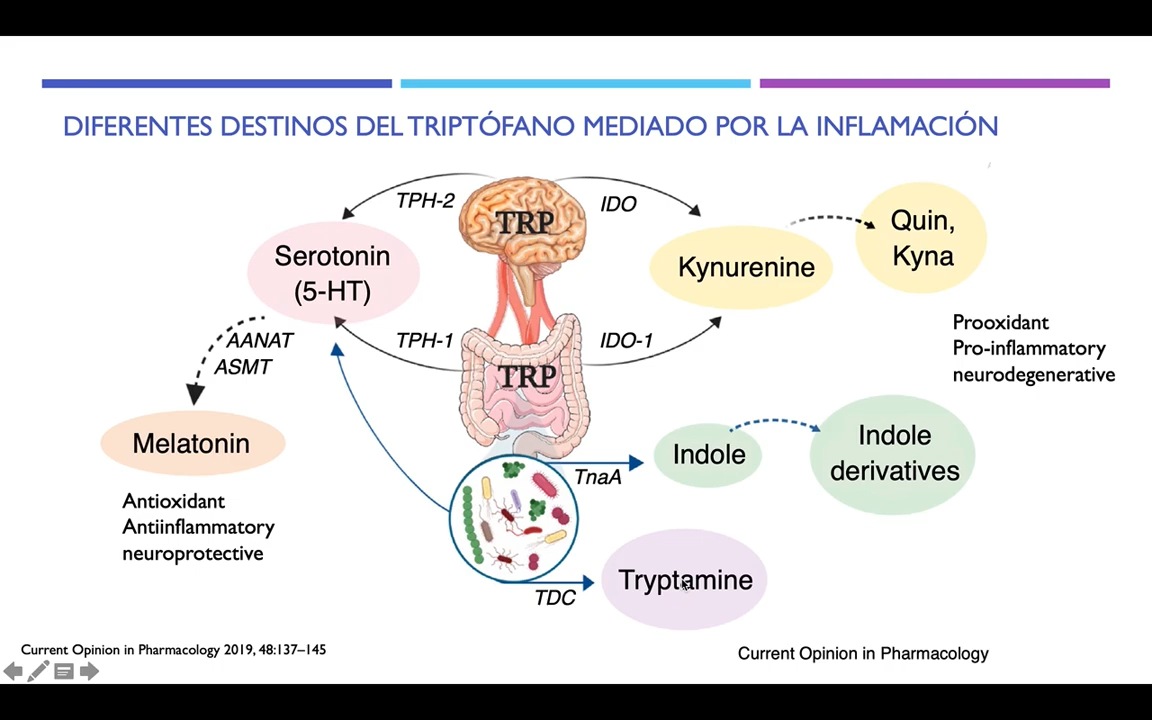 DIFERENTES DESTINOS DEL TRIPTÓFANO MEDIADO POR LA INFLAMACIÓN
TPH-2
TRP
IDO
Quin,
Kyna
Serotonin
(5-HT)
Kynurenine
AANAT
ASMT
TPH-1
TRP
IDO-1
Prooxidant
Pro-inflammatory
neurodegenerative
Melatonin
Indole
Indole
derivatives
TnaA
Antioxidant
Antiinflammatory
neuroprotective
Tryptamine
TDC
Current Opinion in Pharmacology 2019, 48:137–145
Current Opinion in Pharmacology